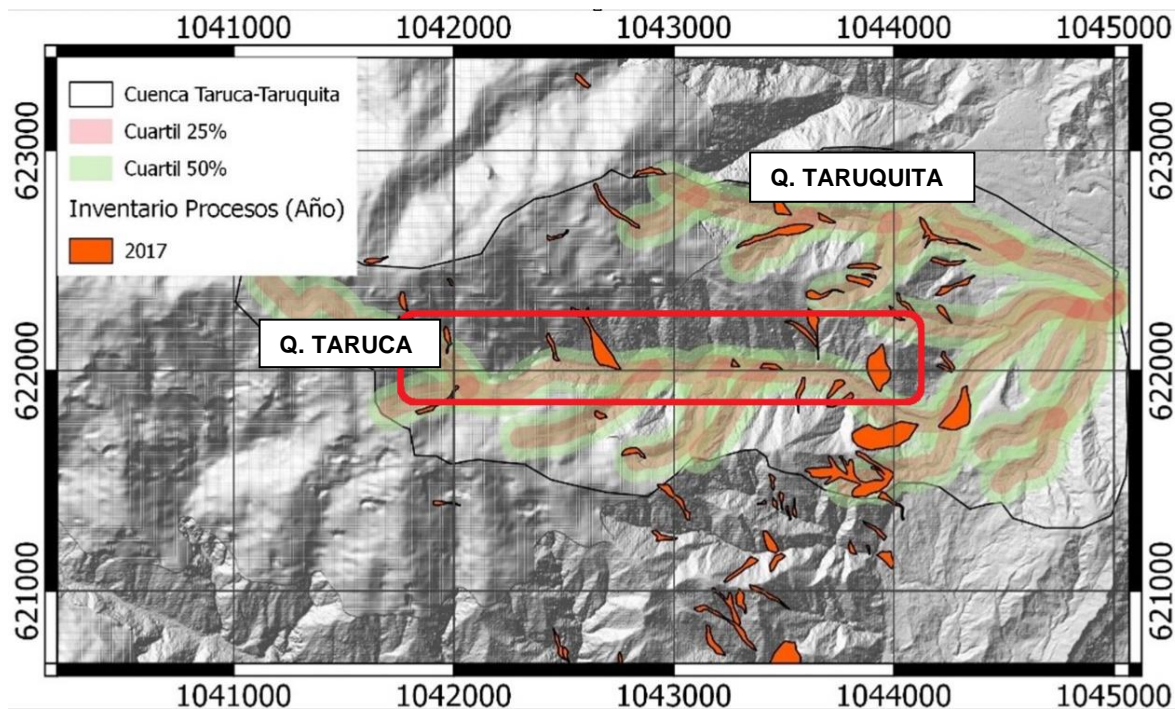 1041000 1042000 1043000 1044000 1045000
Cuenca Taruca-Taruquita
Cuartil 25%
Cuartil 50%
Inventario Procesos (Año)
2017
623000 623000
Q. TARUQUITA
Q. TARUCA
622000 622000
621000 621000
1041000 1042000 1043000 1044000 1045000